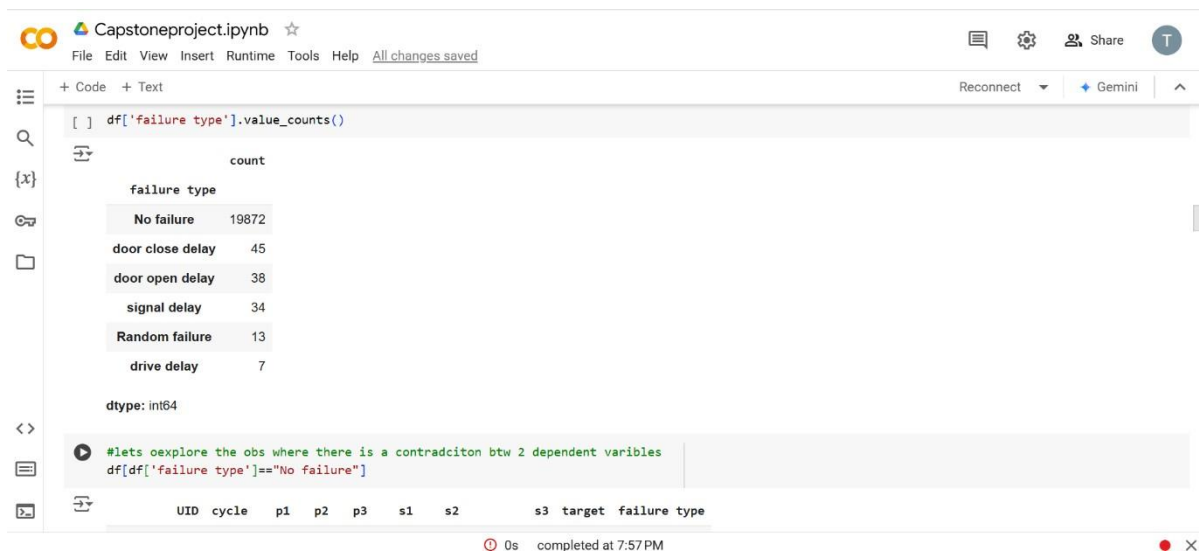 CO Capstoneproject.ipynb
File Edit View Insert Runtime Tools Help All changes saved
Share
T
+ Code + Text
Reconnect
Gemini
[ ] df['failure type'].value_counts()
count
failure type
No failure 19872
door close delay 45
door open delay 38
signal delay 34
Random failure 13
drive delay 7
dtype: int64
{x}
#lets oexplore the obs where there is a contradciton btw 2 dependent varibles
df[df['failure type']=="No failure"]
UID cycle p1 p2 p3 s1 s2 s3 target failure type
0s completed at 7:57 PM